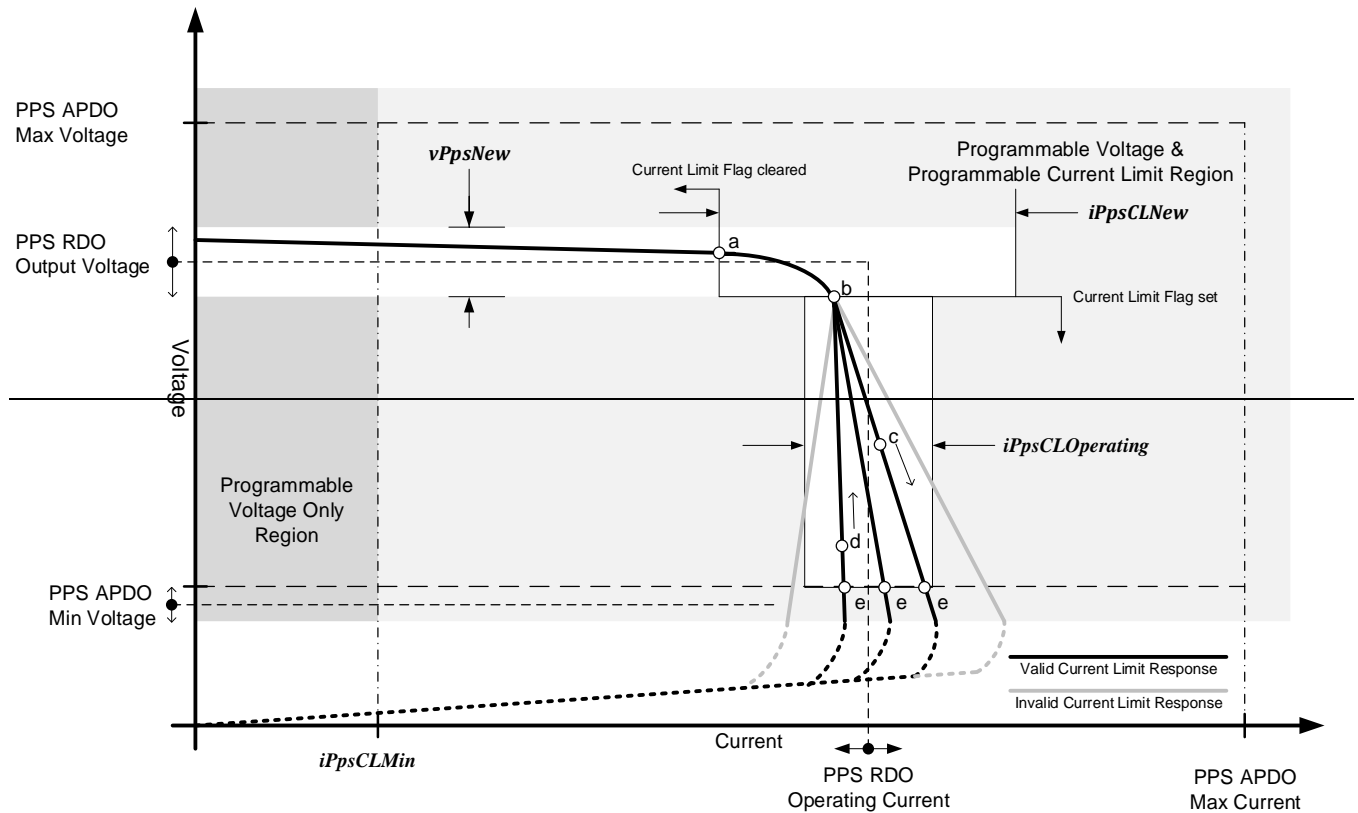 PPS APDO
Max Voltage
vPpsNew
Current Limit Flag cleared
Programmable Voltage &
Programmable Current Limit Region
iPpsCLNew
PPS RDO
Output Voltage
a
b
Current Limit Flag set
Voltage
c
iPpsCLOperating
Programmable
Voltage Only
Region
d
PPS APDO
Min Voltage
e
e
e
Valid Current Limit Response
Invalid Current Limit Response
Current
iPpsCLMin
PPS RDO
Operating Current
PPS APDO
Max Current